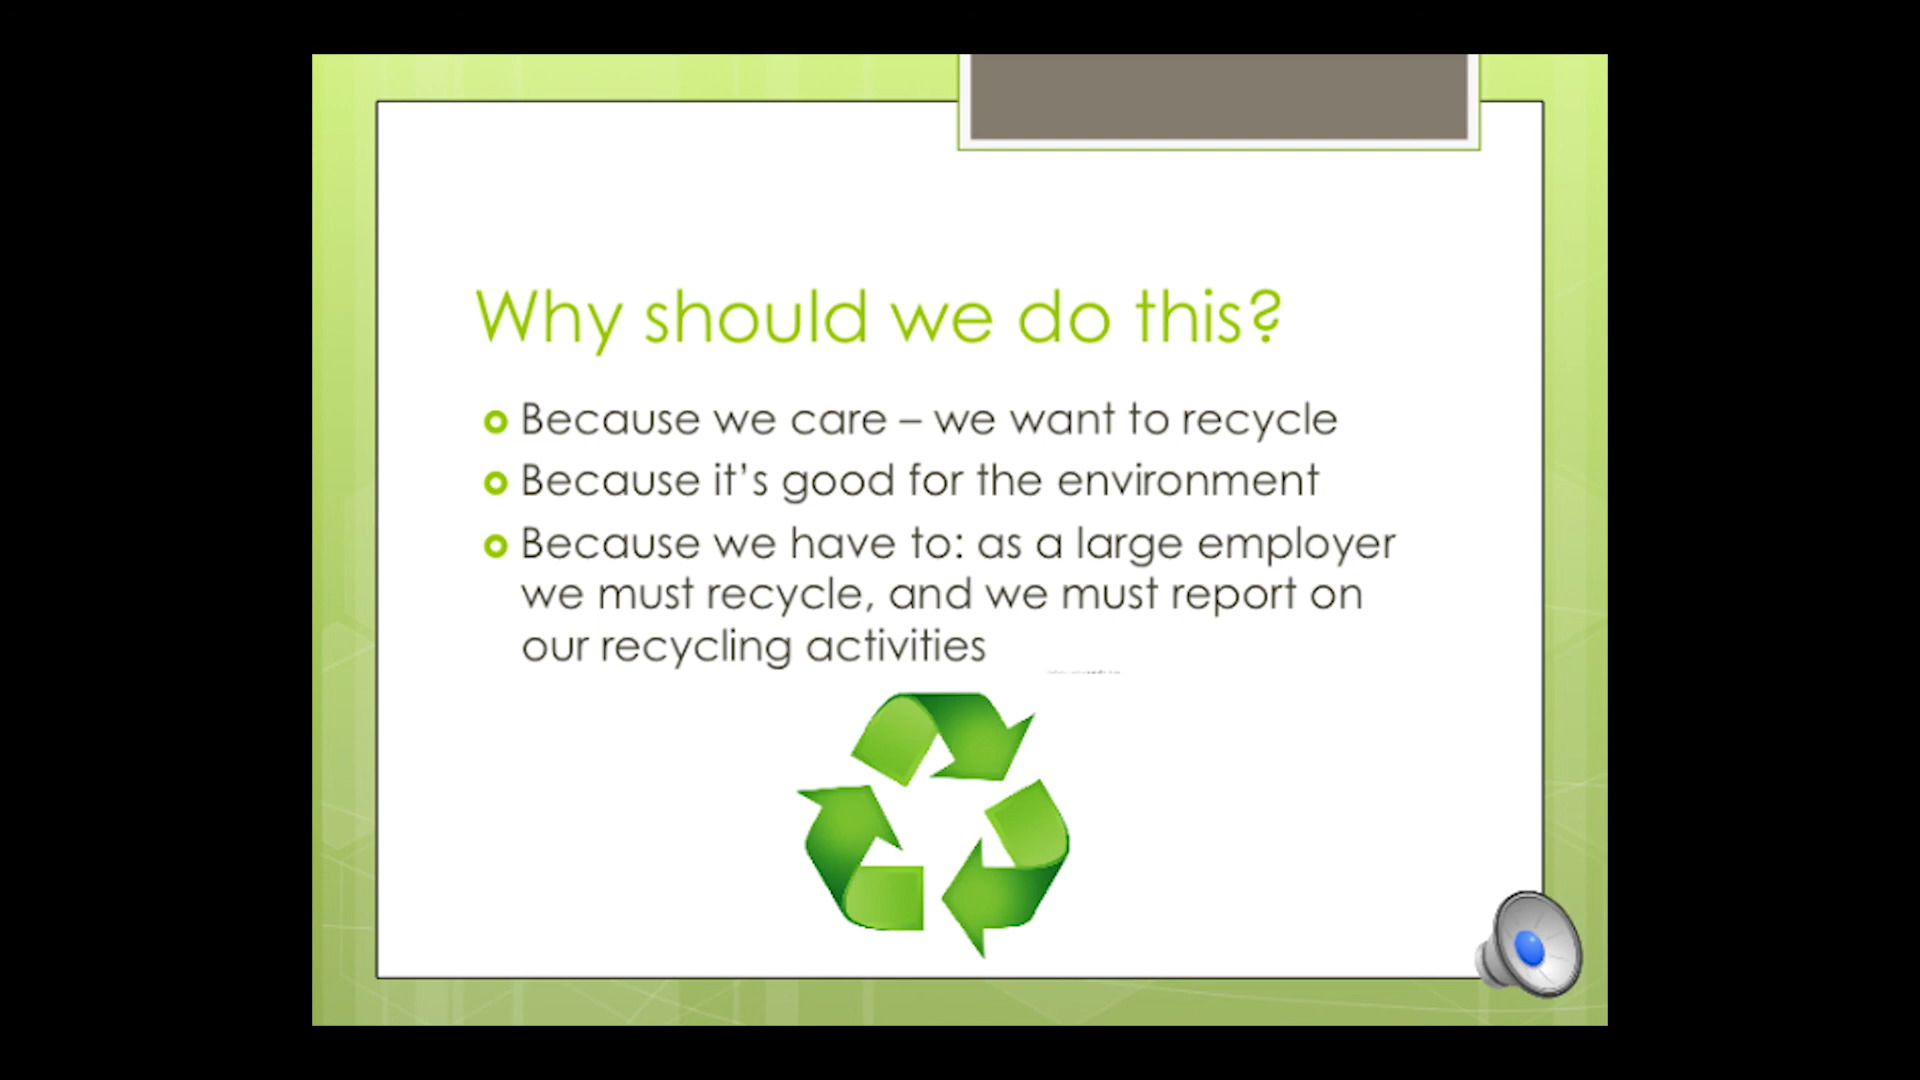 Why should we do this?
Because we care – we want to recycle
Because it's good for the environment
Because we have to: as a large employer
we must recycle, and we must report on
our recycling activities